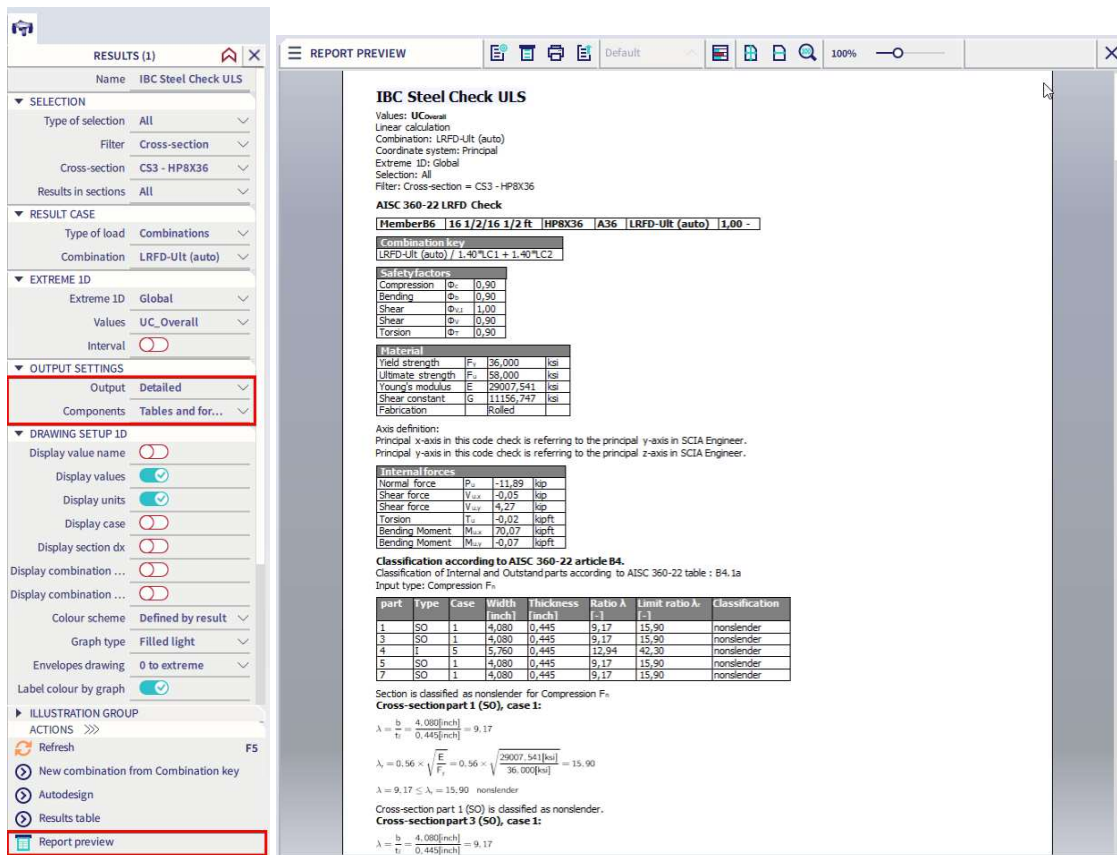 RESULTS (1)
Name IBC Steel Check ULS
SELECTION
Type of selection All
Filter Cross-section
Cross-section CS3 - HP8X36
Results in sections All
RESULT CASE
Type of load Combinations
Combination LRFD-Ult (auto)
EXTREME 1D
Extreme 1D Global
Values UC_Overall
Interval
OUTPUT SETTINGS
Output Detailed
Components Tables and for...
DRAWING SETUP 1D
Display value name
Display values
Display units
Display case
Display section dx
Display combination ...
Display combination ...
Colour scheme Defined by result
Graph type Filled light
Envelopes drawing 0 to extreme
Label colour by graph
ILLUSTRATION GROUP
ACTIONS >>>
Refresh F5
New combination from Combination key
Autodesign
Results table
Report preview
REPORT PREVIEW Default 100%
IBC Steel Check ULS
Values: UCOverall
Linear calculation
Combination: LRFD-Ult (auto)
Coordinate system: Principal
Extreme 1D: Global
Selection: All
Filter: Cross-section = CS3 - HP8X36
AISC 360-22 LRFD Check
Member B6 16 1/2/16 1/2 ft HP8X36 A36 LRFD-Ult (auto) 1,00 -
Combination key
LRFD-Ult (auto) / 1.40*LC1 + 1.40*LC2
Safety factors
Compression Φc 0,90
Bending Φb 0,90
Shear Φv,r 1,00
Shear Φv 0,90
Torsion ΦT 0,90
Material
Yield strength Fy 36,000 ksi
Ultimate strength Fu 58,000 ksi
Young's modulus E 29007,541 ksi
Shear constant G 11156,747 ksi
Fabrication Rolled
Axis definition:
Principal x-axis in this code check is referring to the principal y-axis in SCIA Engineer.
Principal y-axis in this code check is referring to the principal z-axis in SCIA Engineer.
Internal forces
Normal force Pu -11,89 kip
Shear force Vu,x -0,05 kip
Shear force Vu,y 4,27 kip
Torsion Tu -0,02 kipft
Bending Moment Mu,x 70,07 kipft
Bending Moment Mu,y -0,07 kipft
Classification according to AISC 360-22 article B4.
Classification of Internal and Outstand parts according to AISC 360-22 table : B4.1a
Input type: Compression Fn
part Type Case Width [inch] Thickness [inch] Ratio λ [-] Limit ratio λr [-] Classification
1 SO 1 4,080 0,445 9,17 15,90 nonslender
3 SO 1 4,080 0,445 9,17 15,90 nonslender
4 I 5 5,760 0,445 12,94 42,30 nonslender
5 SO 1 4,080 0,445 9,17 15,90 nonslender
7 SO 1 4,080 0,445 9,17 15,90 nonslender
Section is classified as nonslender for Compression Fn
Cross-section part 1 (SO), case 1:
λ = b/tf = 4.080[inch]/0.445[inch] = 9.17
λr = 0.56 × √(E/Fy) = 0.56 × √(29007.541[ksi]/36.000[ksi]) = 15.90
λ = 9.17 ≤ λr = 15.90 nonslender
Cross-section part 1 (SO) is classified as nonslender.
Cross-section part 3 (SO), case 1:
λ = b/tf = 4.080[inch]/0.445[inch] = 9.17